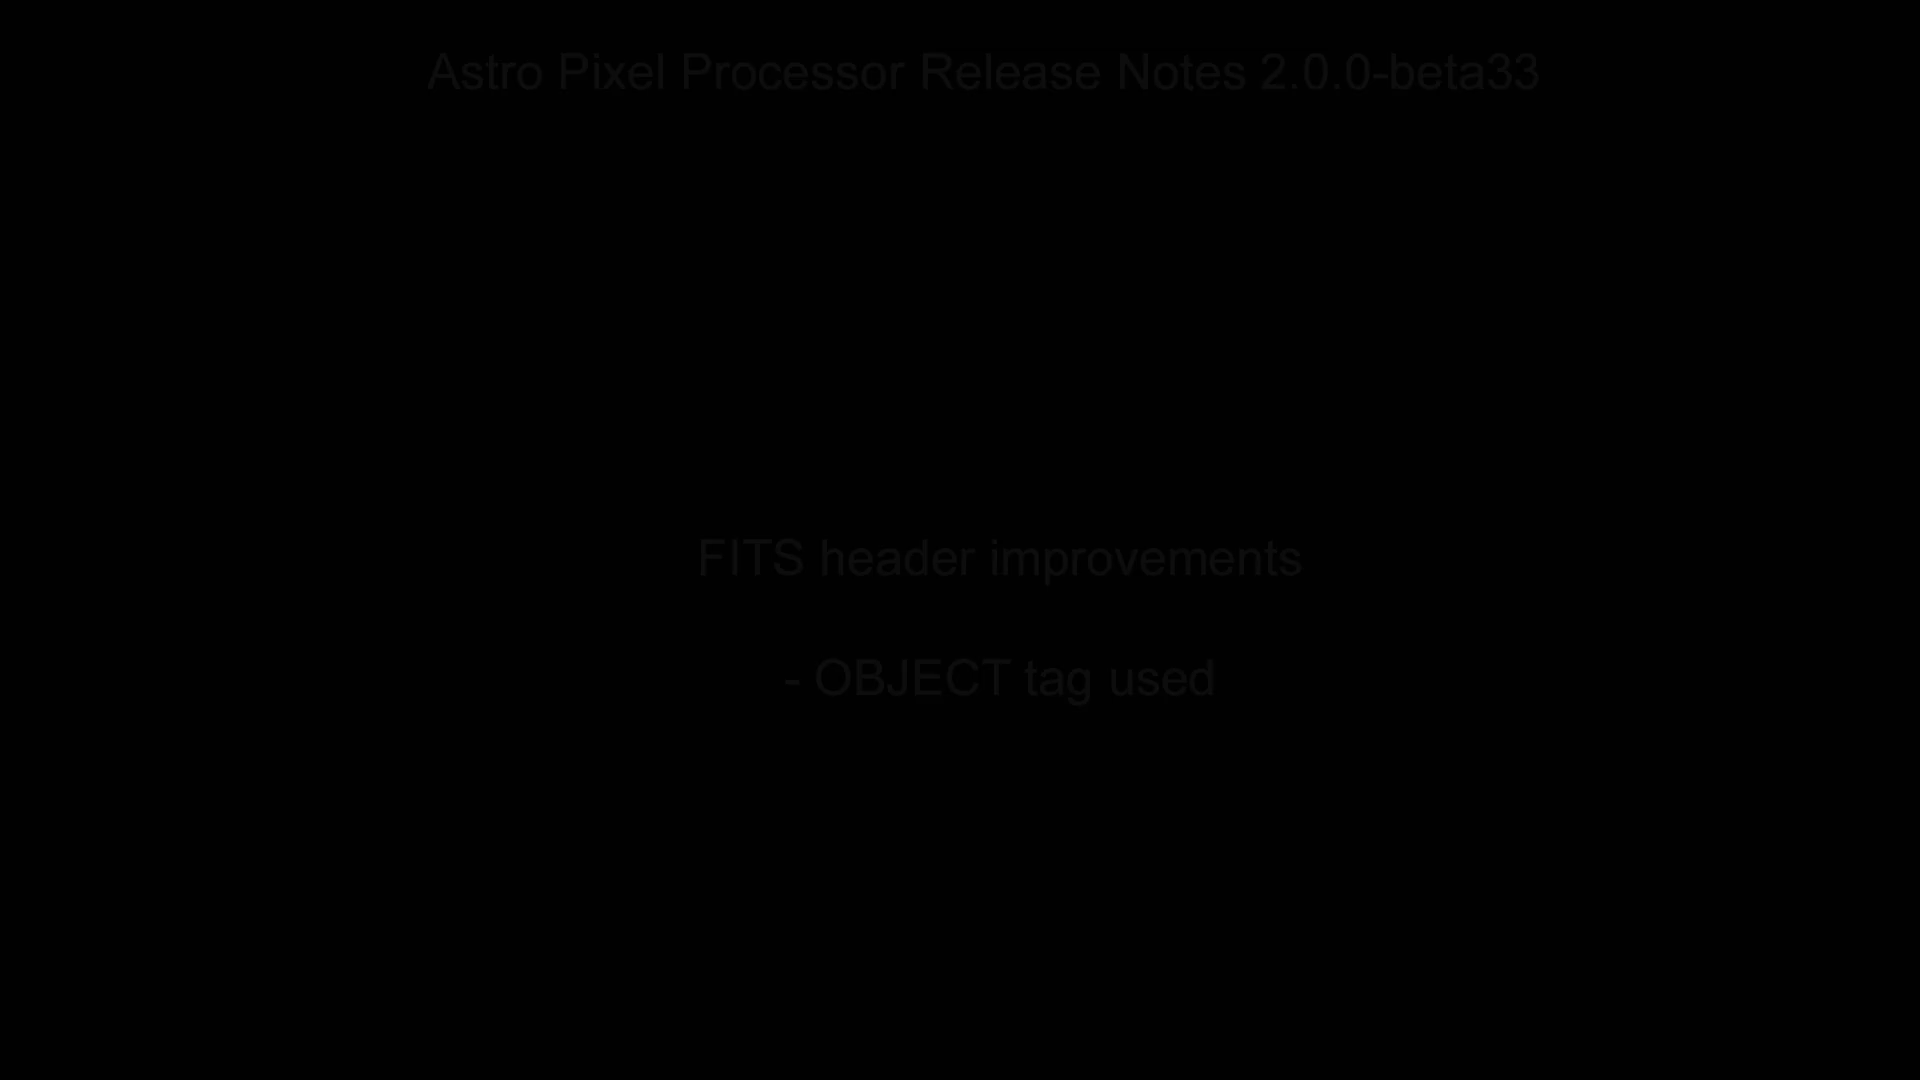 Astro Pixel Processor Release Notes 2.0.0-beta33
FITS header improvements
- OBJECT tag used